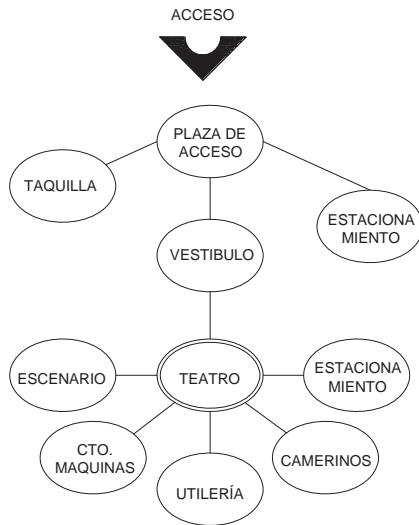 ACCESO
PLAZA DE
ACCESO
TAQUILLA
ESTACIONA
MIENTO
VESTIBULO
ESCENARIO
TEATRO
ESTACIONA
MIENTO
CTO.
MAQUINAS
UTILERÍA
CAMERINOS